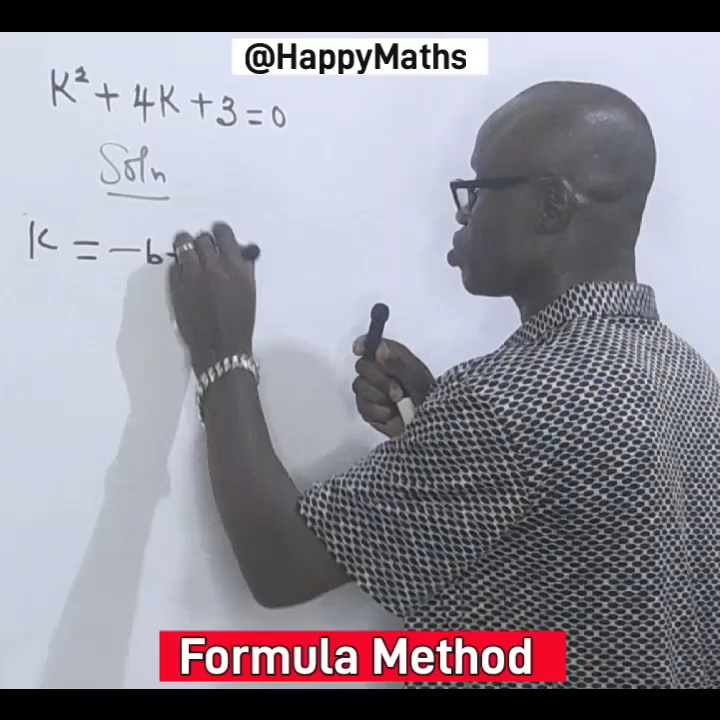 @HappyMaths
K² + 4K + 3 = 0
Soln
K = -b
Formula Method